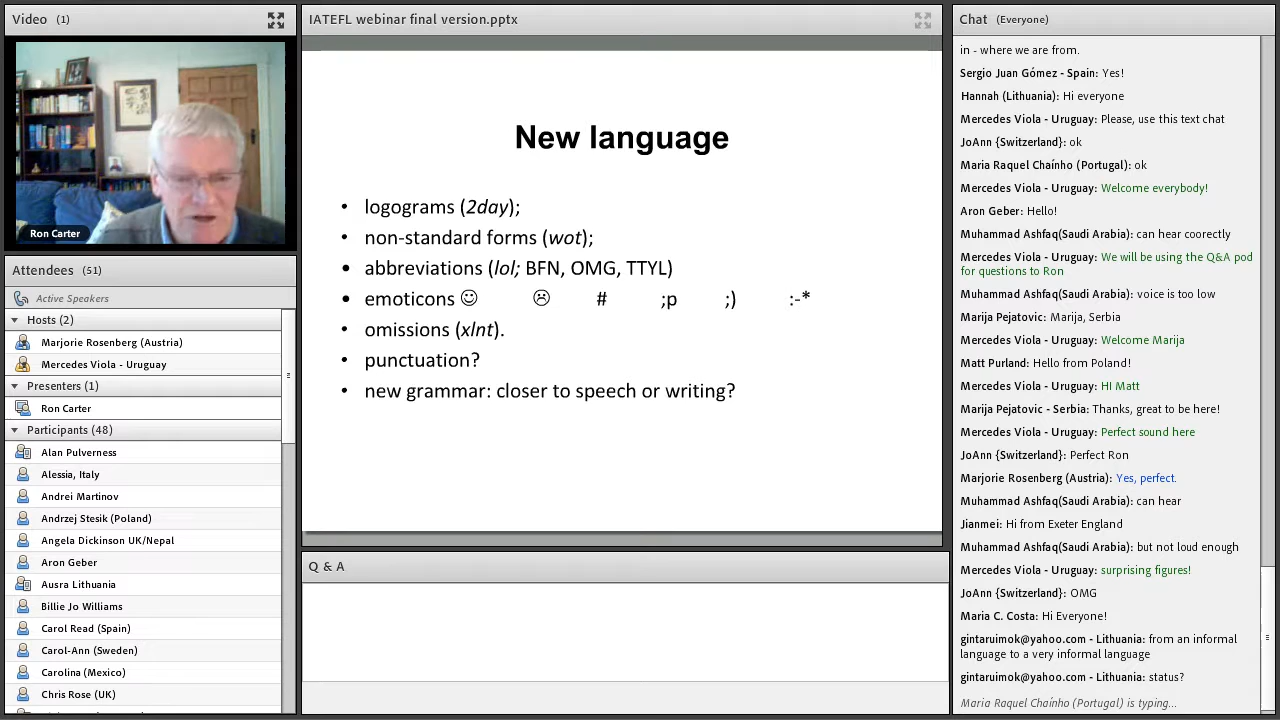 Video (1)
Ron Carter
Attendees (51)
Active Speakers
Hosts (2)
Marjorie Rosenberg (Austria)
Mercedes Viola - Uruguay
Presenters (1)
Ron Carter
Participants (48)
Alan Pulverness
Alessia, Italy
Andrei Martinov
Andrzej Stesik (Poland)
Angela Dickinson UK/Nepal
Aron Geber
Ausra Lithuania
Billie Jo Williams
Carol Read (Spain)
Carol-Ann (Sweden)
Carolina (Mexico)
Chris Rose (UK)
IATEFL webinar final version.pptx
New language
• logograms (2day);
• non-standard forms (wot);
• abbreviations (lol; BFN, OMG, TTYL)
• emoticons ☺ ☹ # ;p ;) :-*
• omissions (xlnt).
• punctuation?
• new grammar: closer to speech or writing?
Q & A
Chat (Everyone)
in - where we are from.
Sergio Juan Gómez - Spain: Yes!
Hannah (Lithuania): Hi everyone
Mercedes Viola - Uruguay: Please, use this text chat
JoAnn {Switzerland}: ok
Maria Raquel Chaínho (Portugal): ok
Mercedes Viola - Uruguay: Welcome everybody!
Aron Geber: Hello!
Muhammad Ashfaq(Saudi Arabia): can hear coorectly
Mercedes Viola - Uruguay: We will be using the Q&A pod
for questions to Ron
Muhammad Ashfaq(Saudi Arabia): voice is too low
Marija Pejatovic: Marija, Serbia
Mercedes Viola - Uruguay: Welcome Marija
Matt Purland: Hello from Poland!
Mercedes Viola - Uruguay: HI Matt
Marija Pejatovic - Serbia: Thanks, great to be here!
Mercedes Viola - Uruguay: Perfect sound here
JoAnn {Switzerland}: Perfect Ron
Marjorie Rosenberg (Austria): Yes, perfect.
Muhammad Ashfaq(Saudi Arabia): can hear
Jianmei: Hi from Exeter England
Muhammad Ashfaq(Saudi Arabia): but not loud enough
Mercedes Viola - Uruguay: surprising figures!
JoAnn {Switzerland}: OMG
Maria C. Costa: Hi Everyone!
gintaruimok@yahoo.com - Lithuania: from an informal
language to a very informal language
gintaruimok@yahoo.com - Lithuania: status?
Maria Raquel Chaínho (Portugal) is typing...